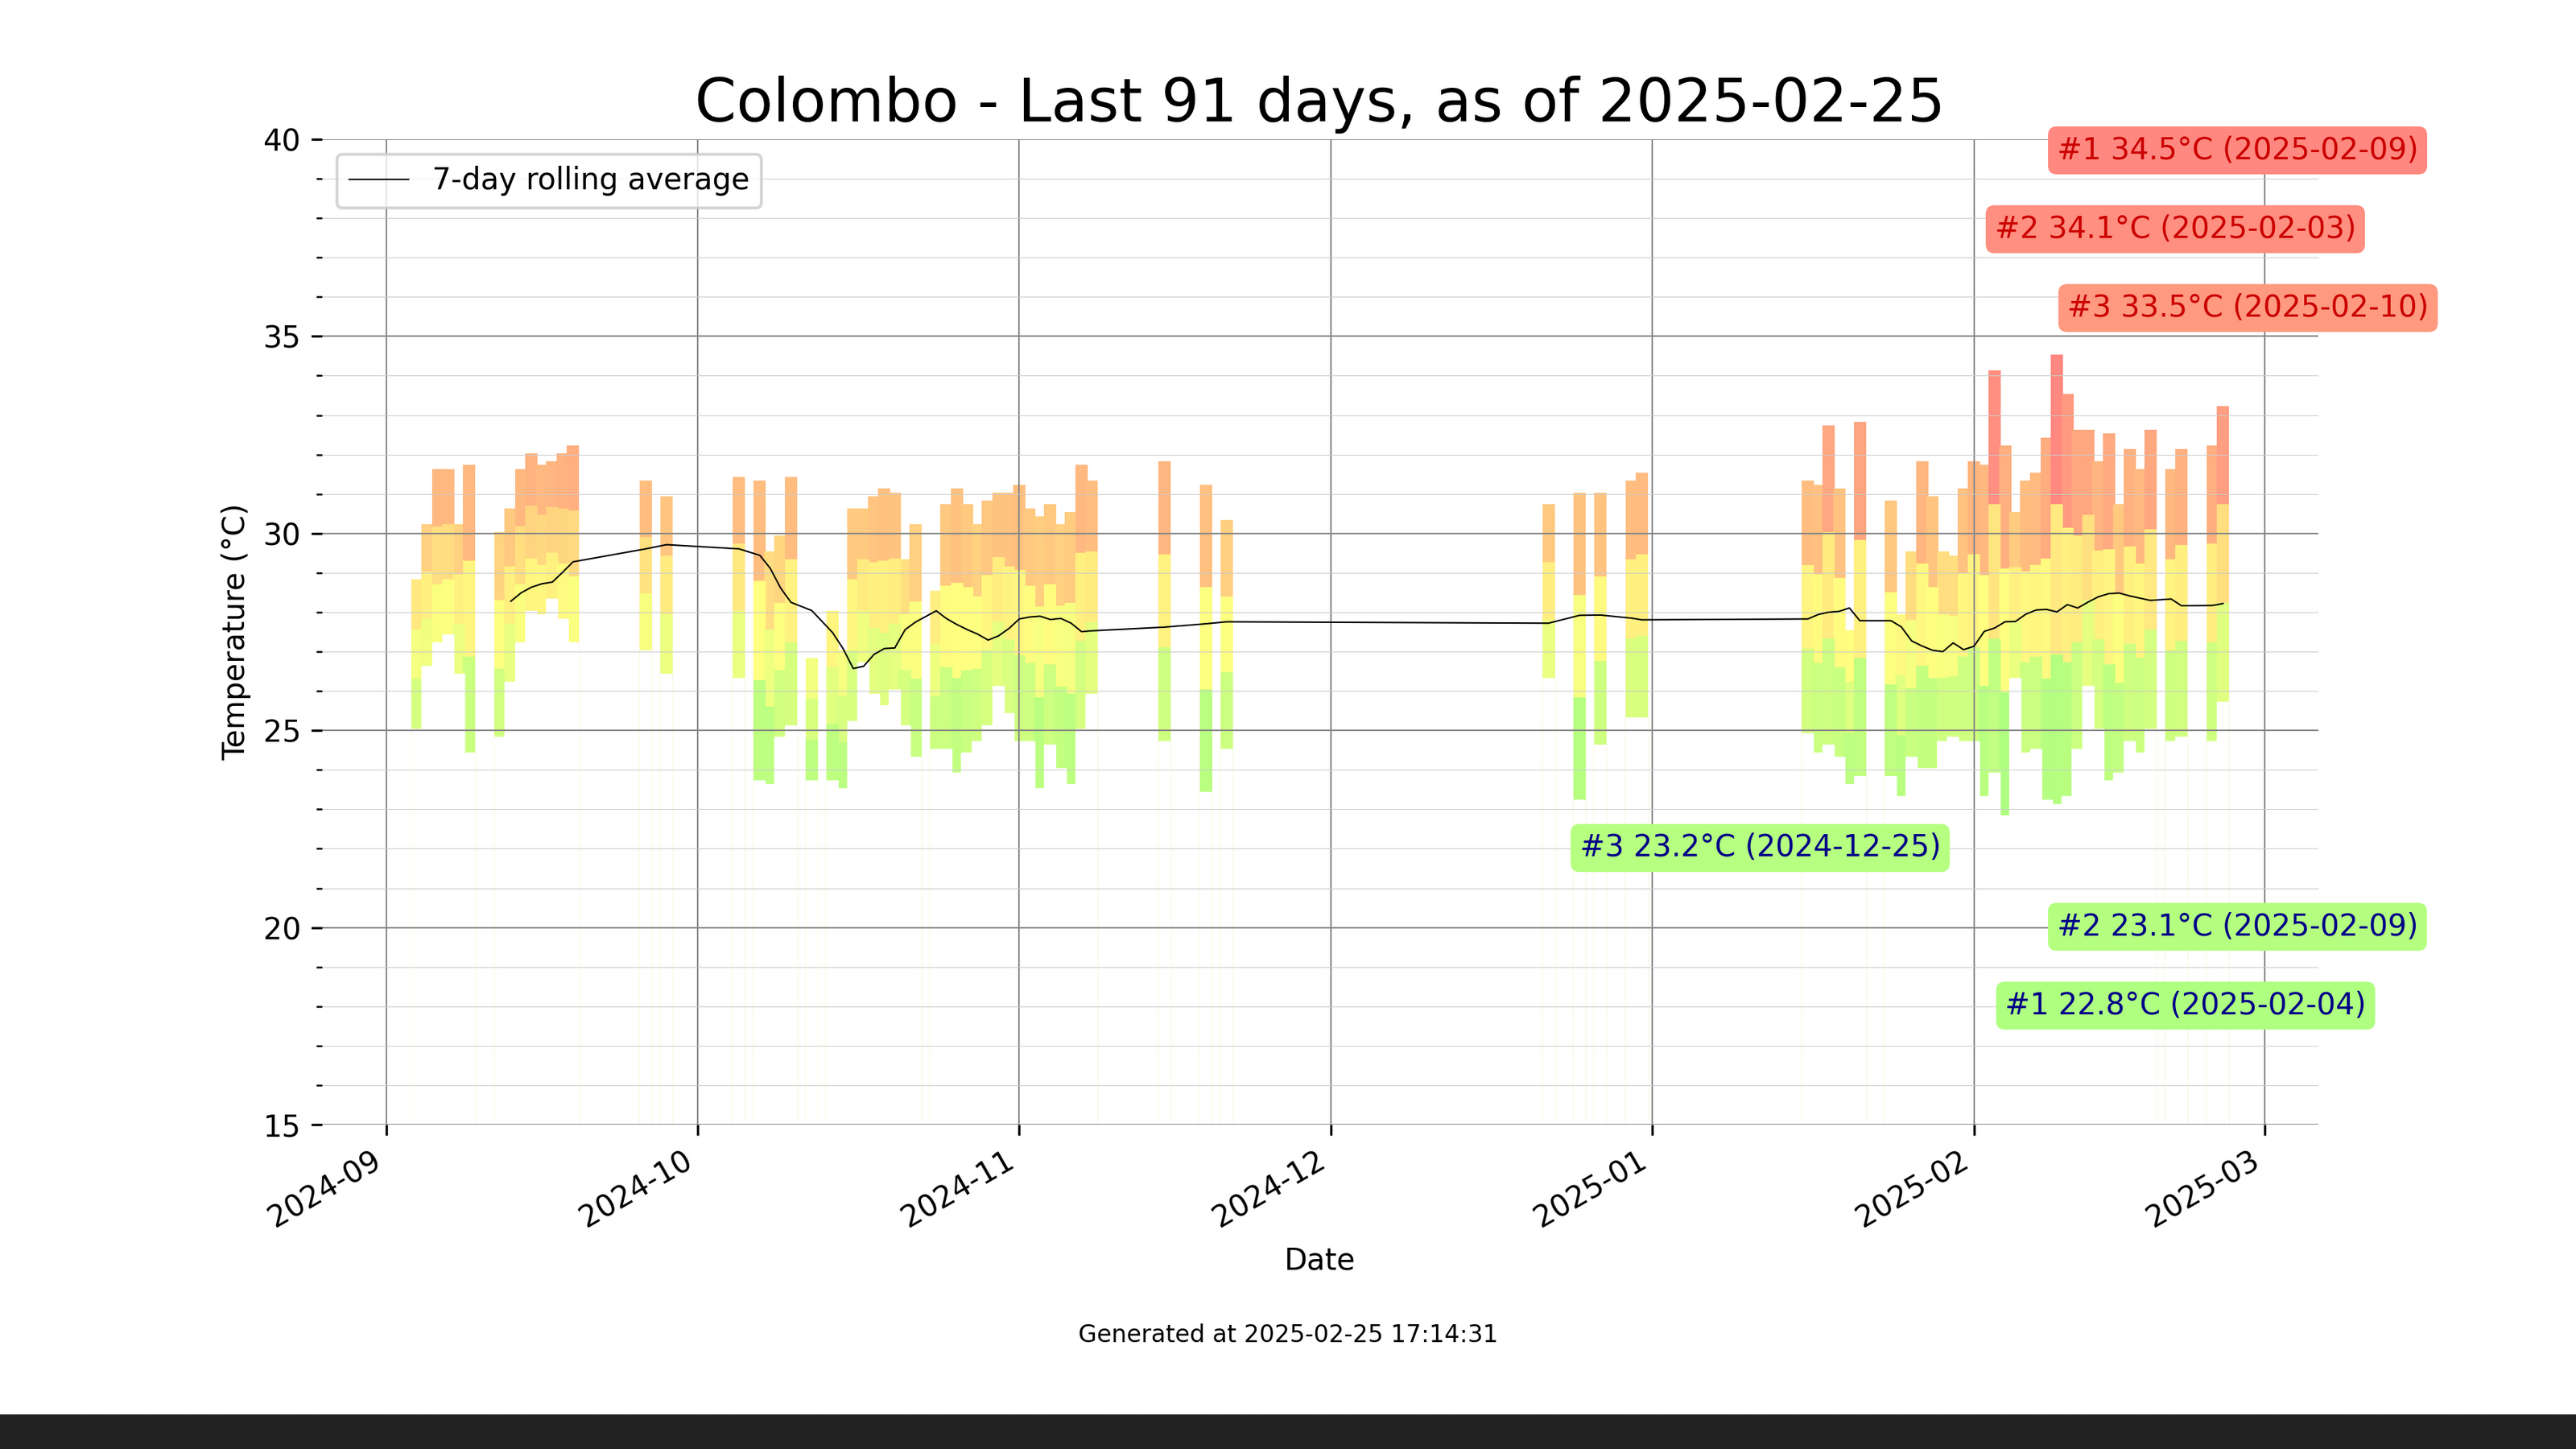 Colombo - Last 91 days, as of 2025-02-25
40
#1 34.5°C (2025-02-09)
7-day rolling average
#2 34.1°C (2025-02-03)
#3 33.5°C (2025-02-10)
35
30
Temperature (°C)
25
#3 23.2°C (2024-12-25)
20
#2 23.1°C (2025-02-09)
#1 22.8°C (2025-02-04)
15
2024-09
2024-10
2024-11
2024-12
2025-01
2025-02
2025-03
Date
Generated at 2025-02-25 17:14:31